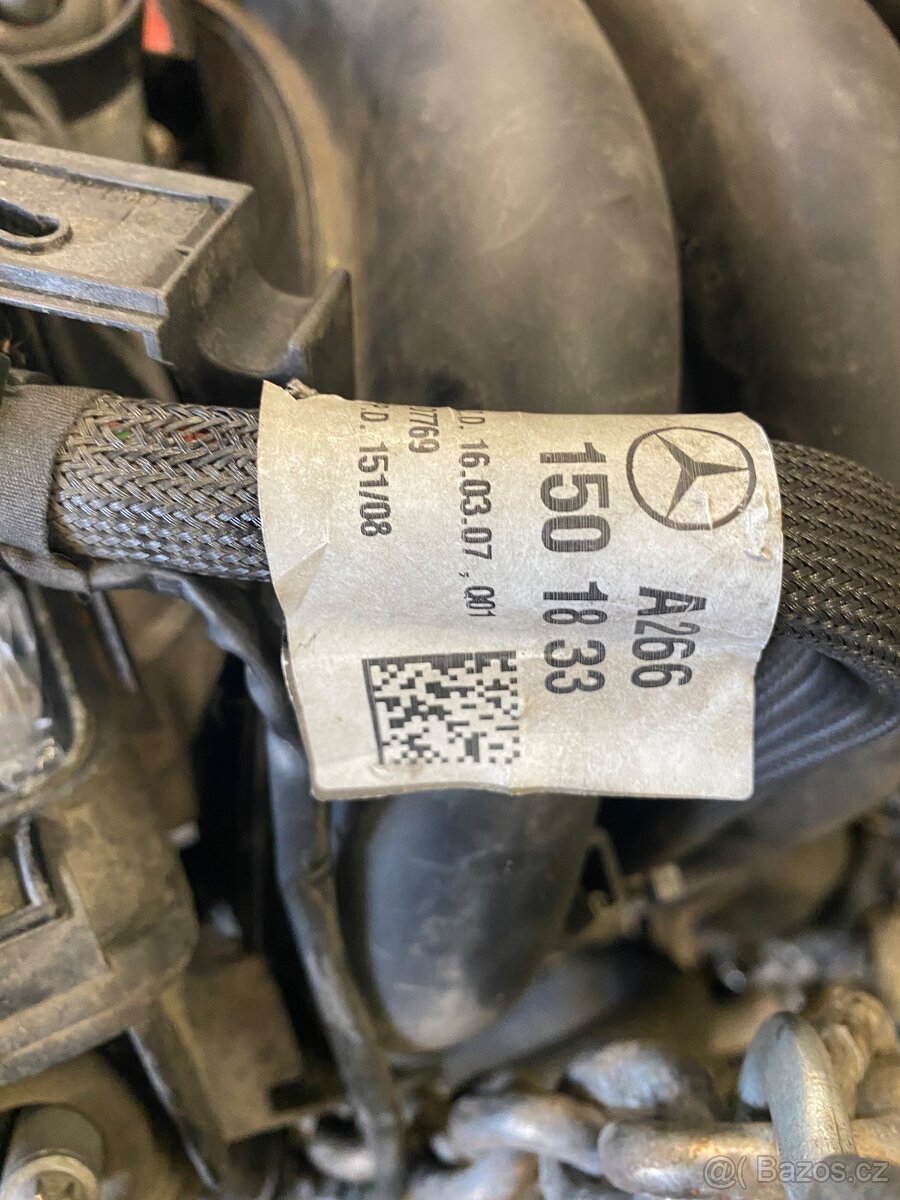 A266
150 18 33
.D. 16.03.07 , 001
7769
.D. 151/08
@( Bazos.cz